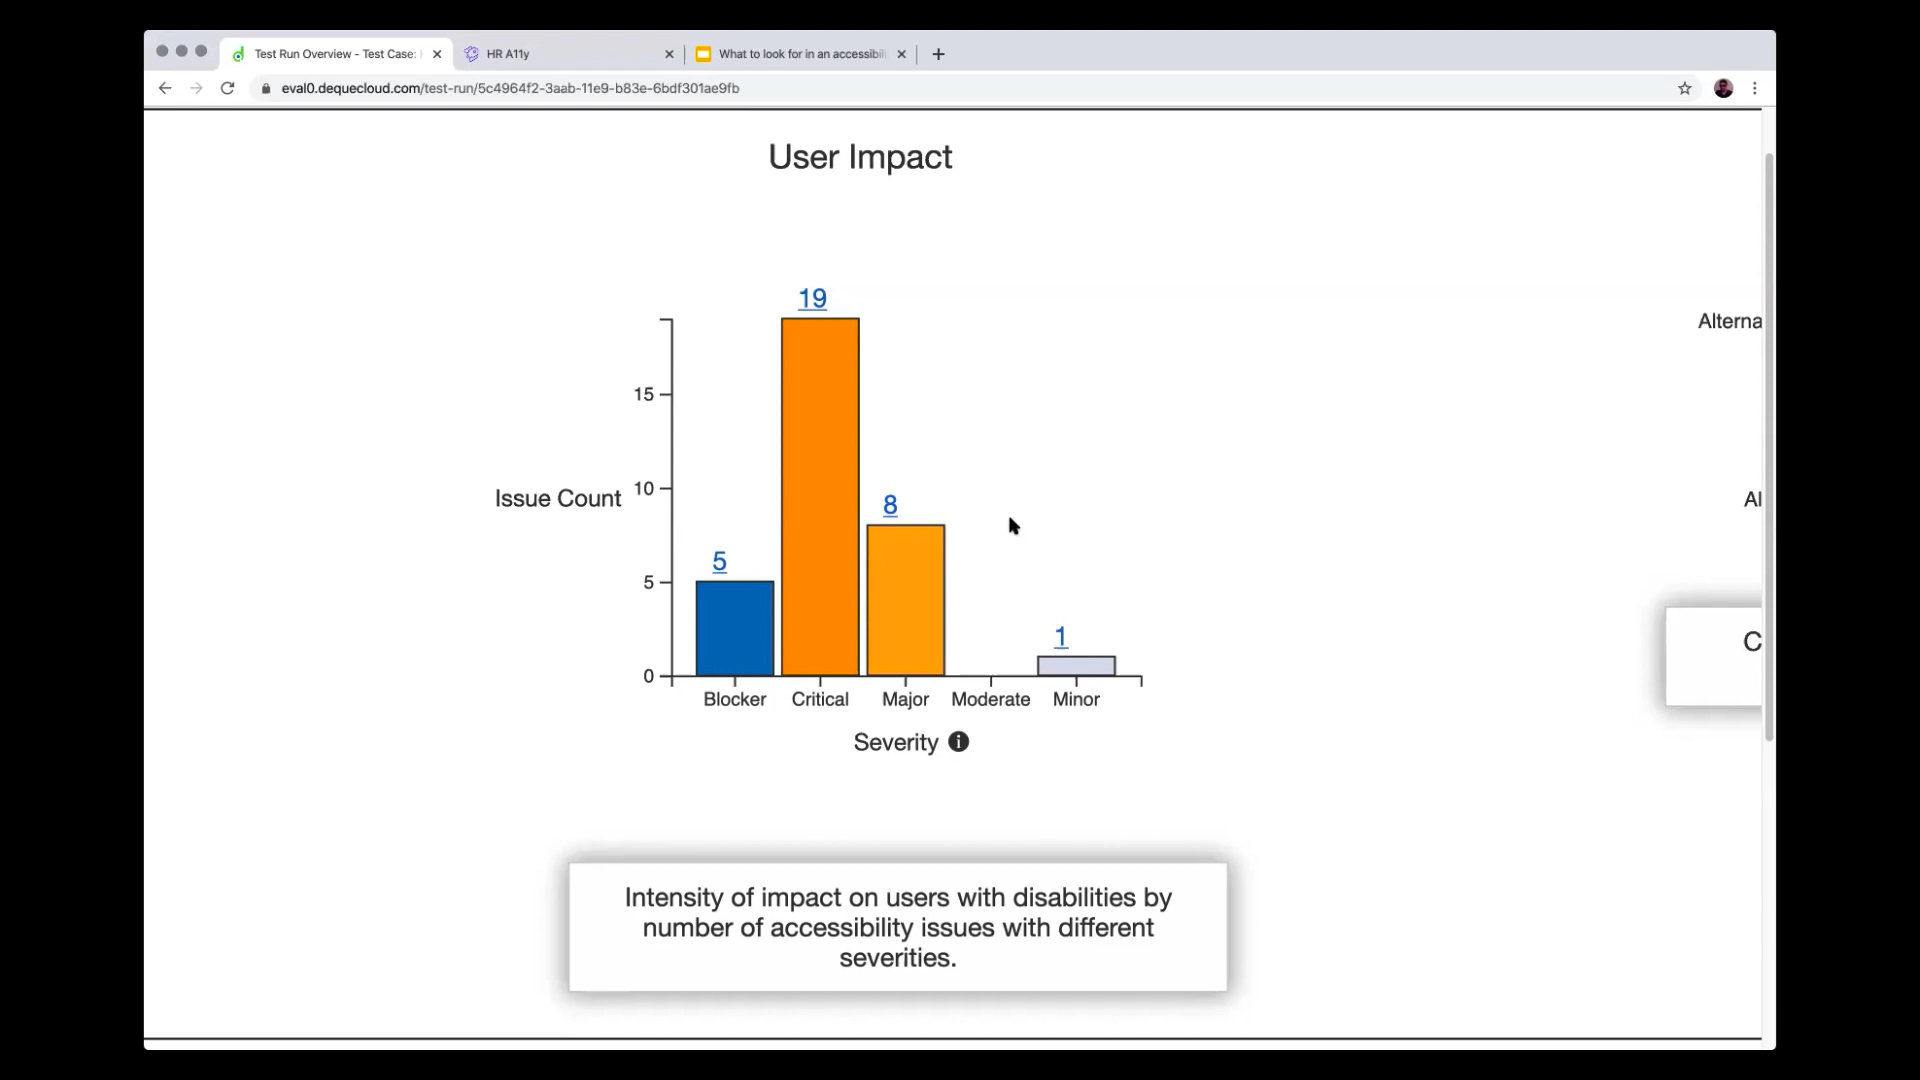 Test Run Overview - Test Case:
HR A11y
What to look for in an accessibil
eval0.dequecloud.com/test-run/5c4964f2-3aab-11e9-b83e-6bdf301ae9fb
User Impact
19
Alterna
15
8
Issue Count
10
Al
5
5
1
C
0
Blocker Critical Major Moderate Minor
Severity
Intensity of impact on users with disabilities by
number of accessibility issues with different
severities.